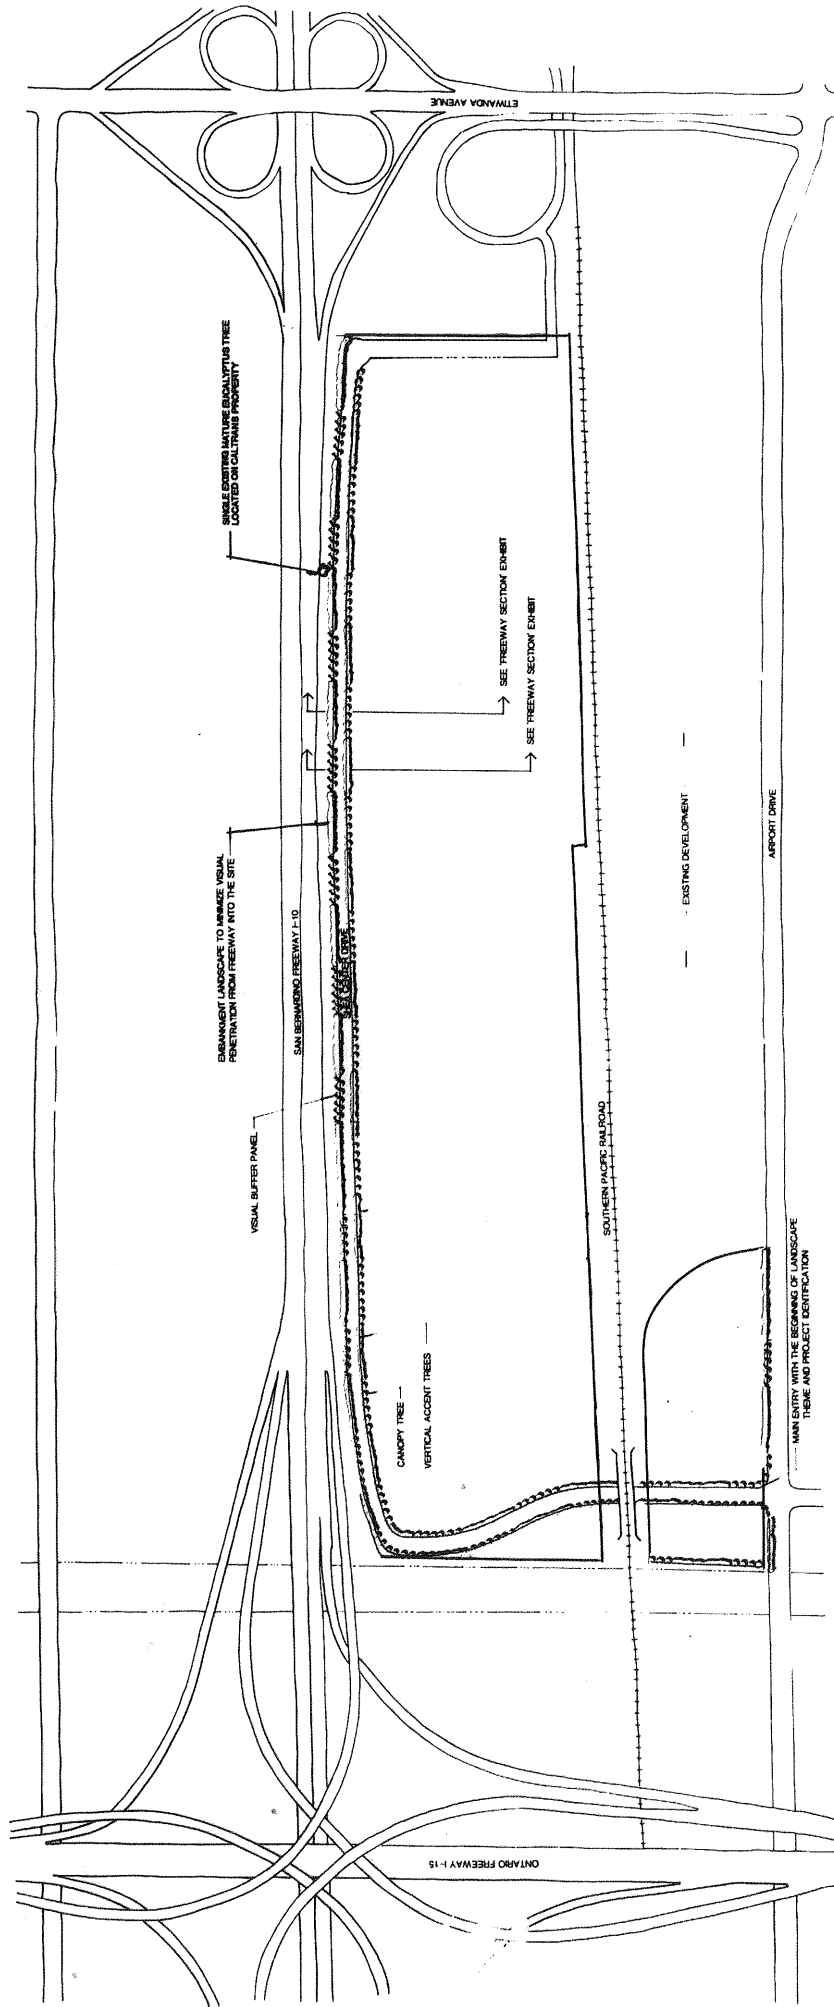 ETIWANDA AVENUE
SINGLE EXISTING MATURE EUCALYPTUS TREE
LOCATED ON CALTRANS PROPERTY
SEE 'FREEWAY SECTION' EXHIBIT
SEE 'FREEWAY SECTION' EXHIBIT
EMBANKMENT LANDSCAPE TO MINIMIZE VISUAL
PENETRATION FROM FREEWAY INTO THE SITE
SAN BERNARDINO FREEWAY I-10
SHEA CENTER DRIVE
VISUAL BUFFER PANEL
EXISTING DEVELOPMENT
AIRPORT DRIVE
SOUTHERN PACIFIC RAILROAD
CANOPY TREE
VERTICAL ACCENT TREES
MAIN ENTRY WITH THE BEGINNING OF LANDSCAPE
THEME AND PROJECT IDENTIFICATION
ONTARIO FREEWAY I-15